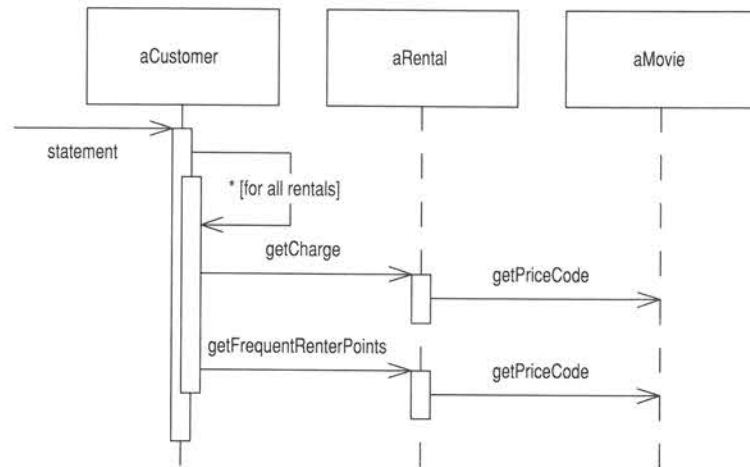 aCustomer
aRental
aMovie
statement
* [for all rentals]
getCharge
getPriceCode
getFrequentRenterPoints
getPriceCode